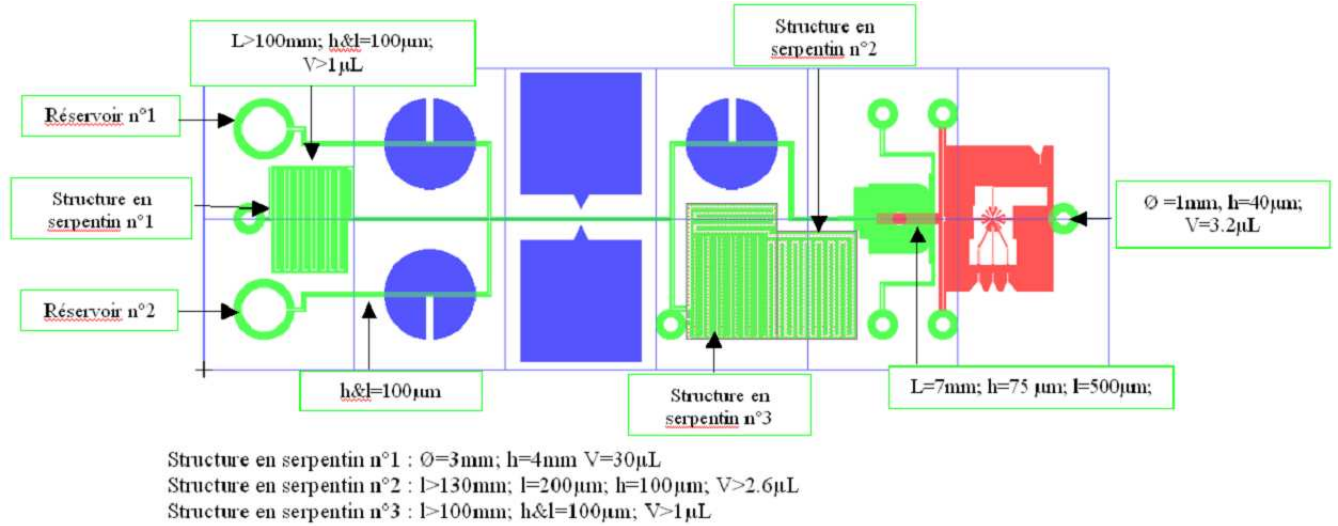 L>100mm; h&l=100µm;
V>1µL
Structure en
serpentin n°2
Réservoir n°1
Structure en
serpentin n°1
Ø =1mm, h=40µm;
V=3.2µL
Réservoir n°2
h&l=100µm
Structure en
serpentin n°3
L=7mm; h=75 µm; l=500µm;
Structure en serpentin n°1 : Ø=3mm; h=4mm V=30µL
Structure en serpentin n°2 : l>130mm; l=200µm; h=100µm; V>2.6µL
Structure en serpentin n°3 : l>100mm; h&l=100µm; V>1µL